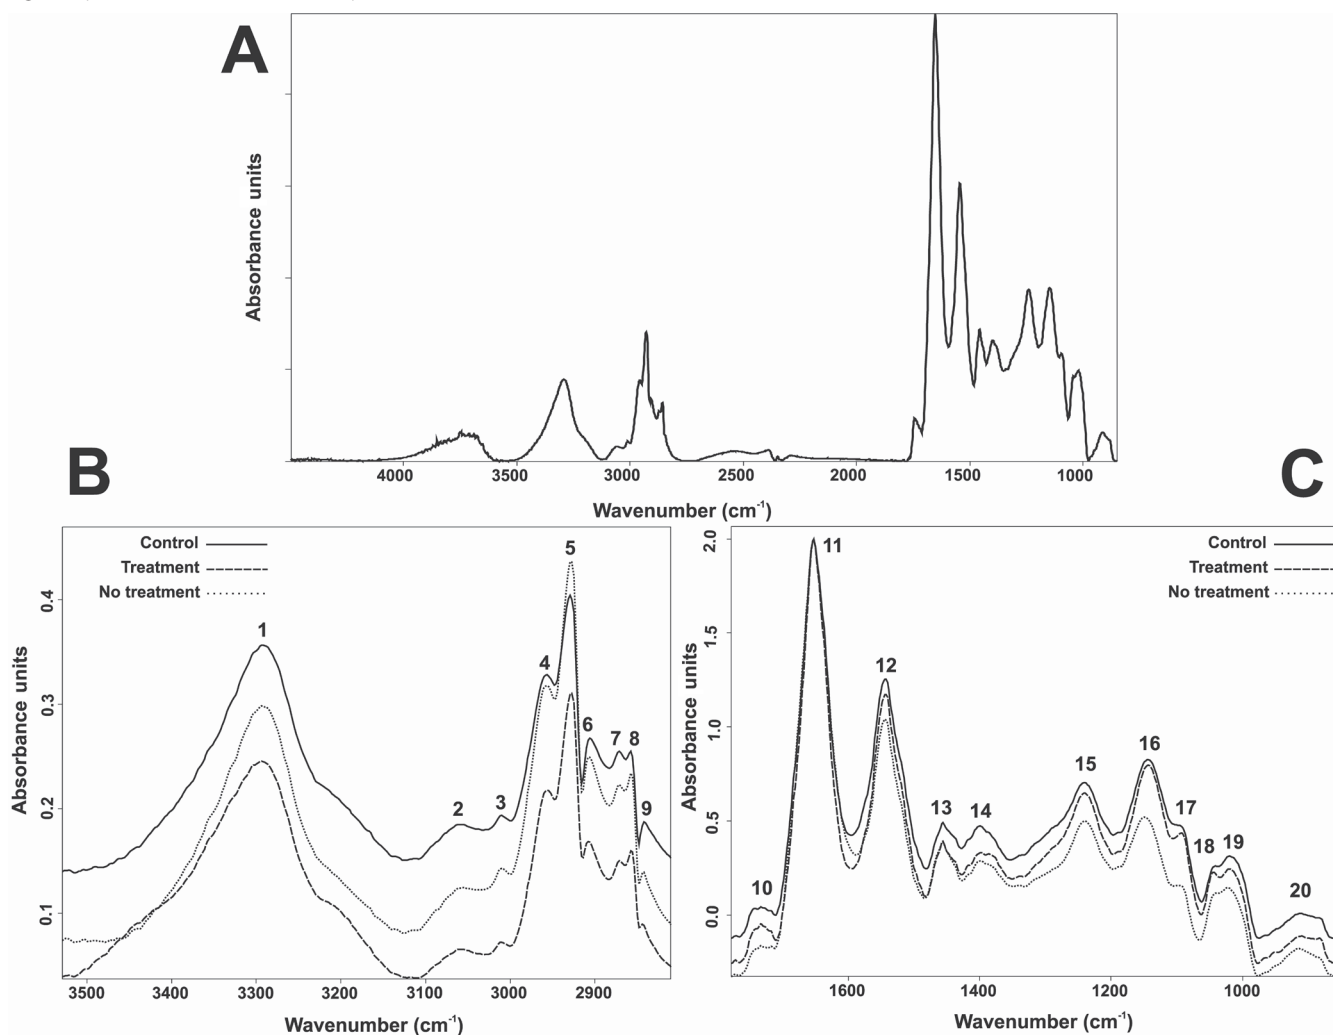 A
Absorbance units
4000 3500 3000 2500 2000 1500 1000
Wavenumber (cm-1)
B
Control
Treatment
No treatment
Absorbance units
0.4
0.3
0.2
0.1
1 2 3 4 5 6 7 8 9
3500 3400 3300 3200 3100 3000 2900
Wavenumber (cm-1)
C
Control
Treatment
No treatment
Absorbance units
2.0
1.5
1.0
0.5
0.0
10 11 12 13 14 15 16 17 18 19 20
1600 1400 1200 1000
Wavenumber (cm-1)